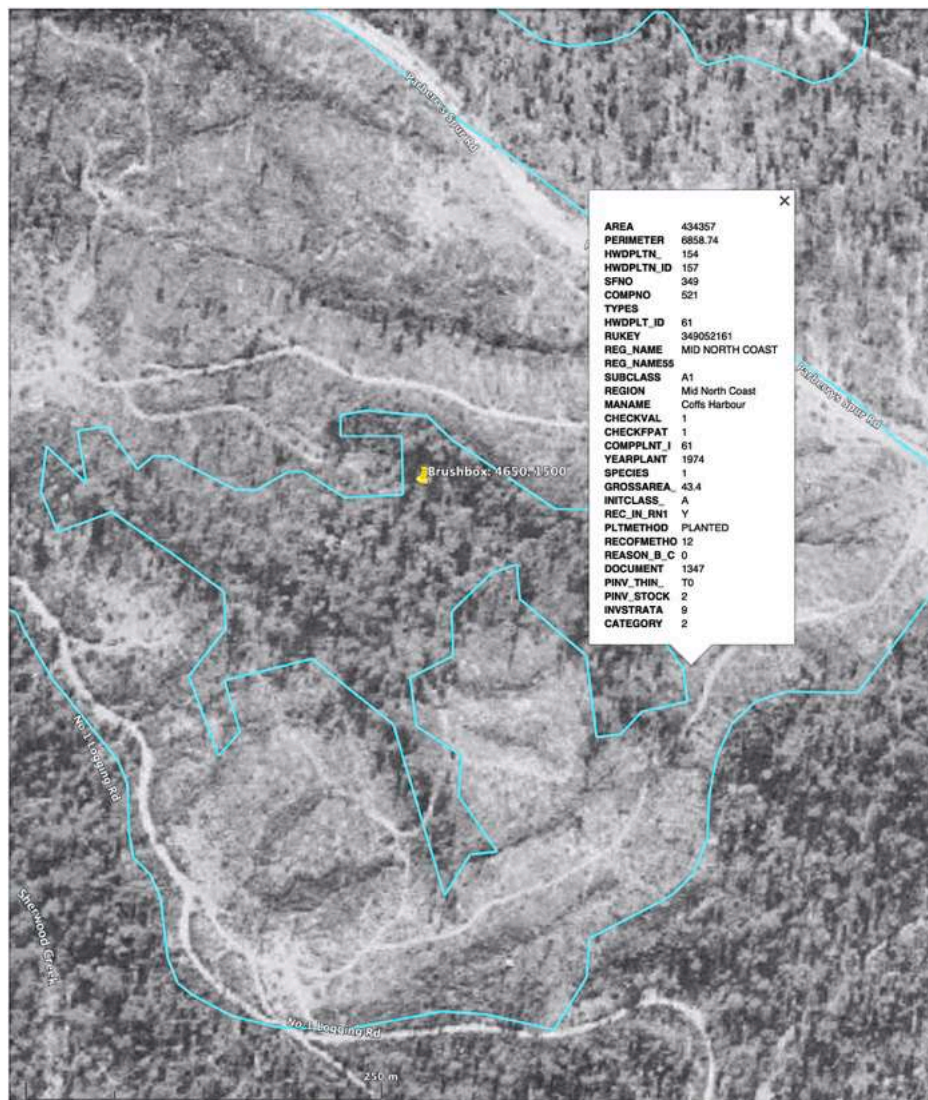 Parberrys Spur Rd
×
AREA 434357
PERIMETER 6858.74
HWDPLTN_ 154
HWDPLTN_ID 157
SFNO 349
COMPNO 521
TYPES
HWDPLT_ID 61
RUKEY 349052161
REG_NAME MID NORTH COAST
REG_NAME55
SUBCLASS A1
REGION Mid North Coast
MANAME Coffs Harbour
CHECKVAL 1
CHECKFPAT 1
COMPPLNT_I 61
YEARPLANT 1974
SPECIES 1
GROSSAREA_ 43.4
INITCLASS_ A
REC_IN_RN1 Y
PLTMETHOD PLANTED
RECOFMETHO 12
REASON_B_C 0
DOCUMENT 1347
PINV_THIN_ T0
PINV_STOCK 2
INVSTRATA 9
CATEGORY 2
Parberrys Spur Rd
Brushbox: 4650, 1500
No 1 Logging Rd
Sherwood Creek
No 1 Logging Rd
250 m